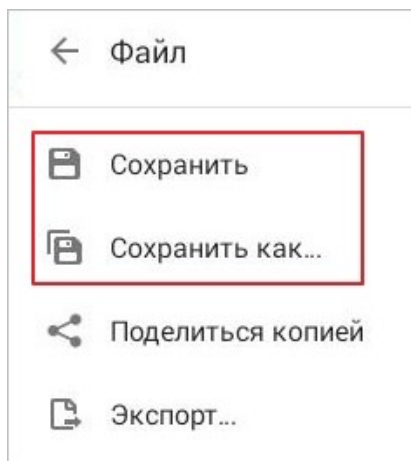 Файл
Сохранить
Сохранить как...
Поделиться копией
Экспорт...